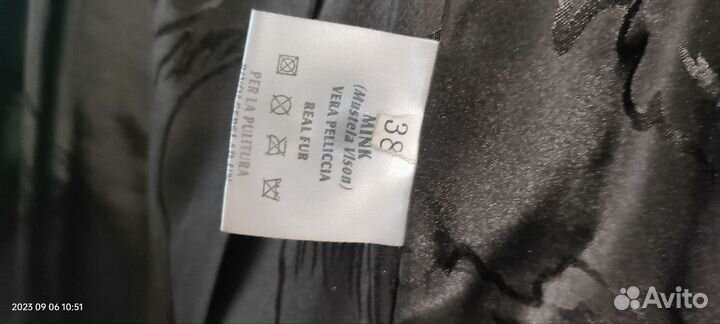 38
MINK
(Mustela Vison)
VERA PELLICCIA
REAL FUR
PER LA PULITURA
2023 09 06 10:51
Avito